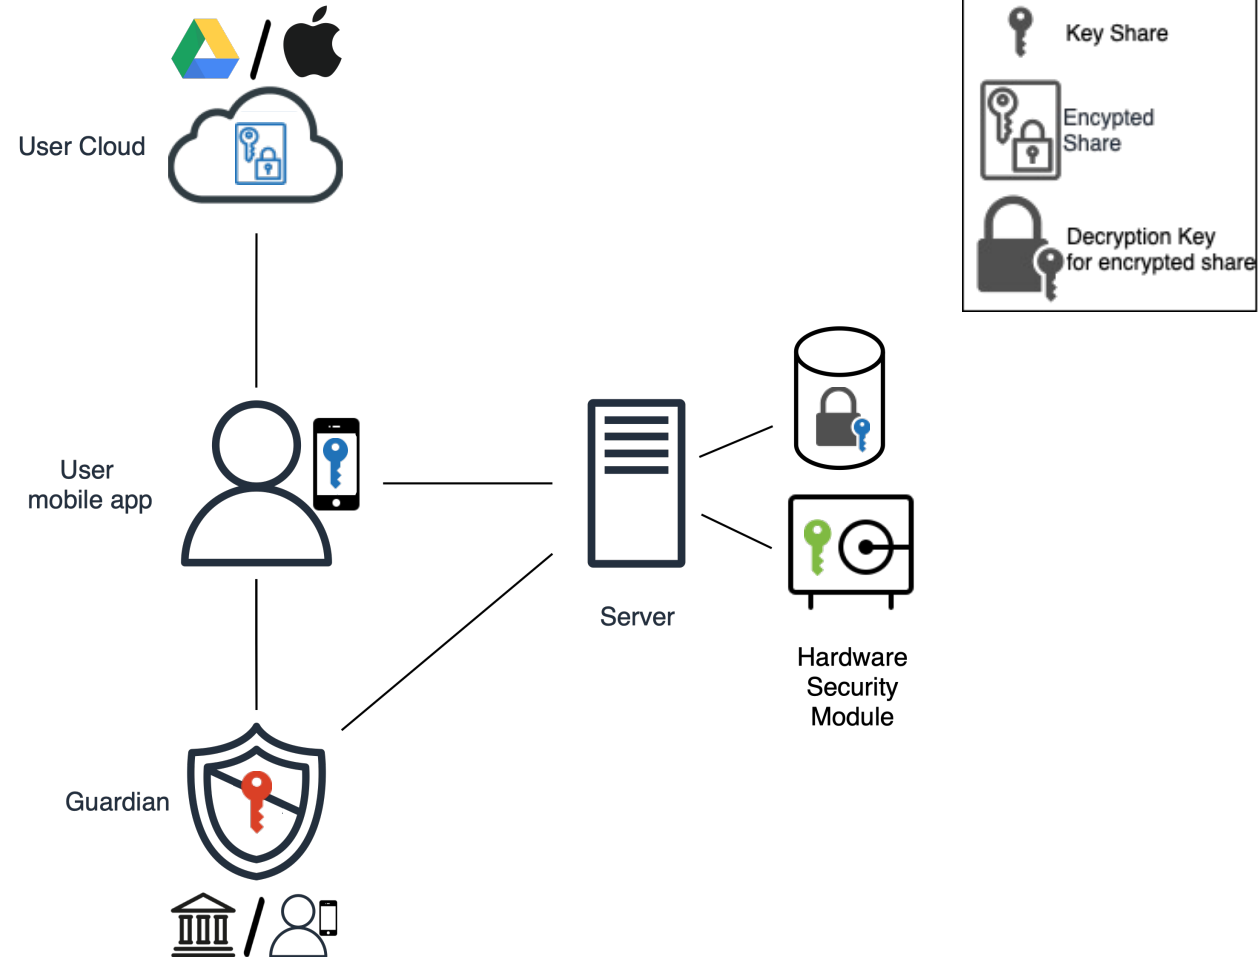 Key Share
Encypted
Share
Decryption Key
for encrypted share
User Cloud
User
mobile app
Server
Hardware
Security
Module
Guardian